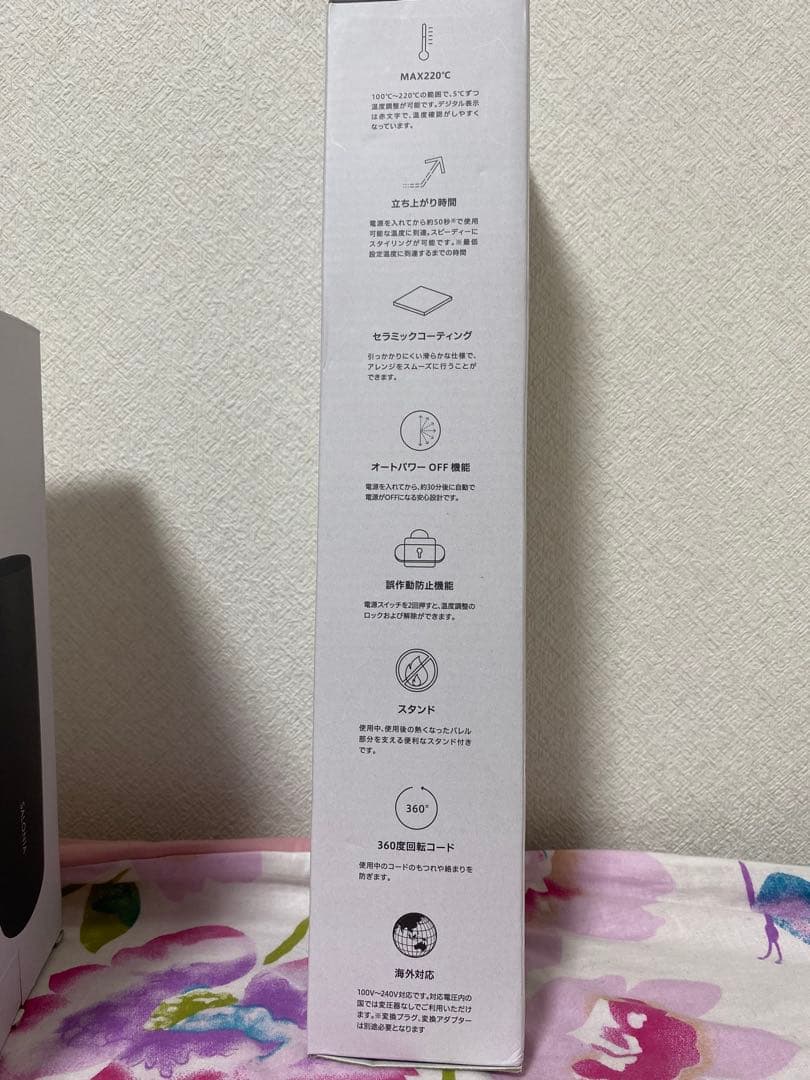 MAX220℃
100℃〜220℃の範囲で、5℃ずつ
温度調整が可能です。デジタル表示
は赤文字で、温度確認がしやすく
なっています。
立ち上がり時間
電源を入れてから約50秒※で使用
可能な温度に到達。スピーディーに
スタイリングが可能です。※最低
設定温度に到達するまでの時間
セラミックコーティング
引っかかりにくい滑らかな仕様で、
アレンジをスムーズに行うことが
できます。
オートパワー OFF 機能
電源を入れてから、約30分後に自動で
電源がOFFになる安心設計です。
誤作動防止機能
電源スイッチを2回押すと、温度調整の
ロックおよび解除ができます。
スタンド
使用中、使用後の熱くなったバレル
部分を支える便利なスタンド付き
です。
360°
360度回転コード
使用中のコードのもつれや絡まりを
防ぎます。
海外対応
100V〜240V対応です。対応電圧内の
国では変圧器なしでご利用いただけ
ます。※変換プラグ、変換アダプター
は別途必要となります
SALONIA